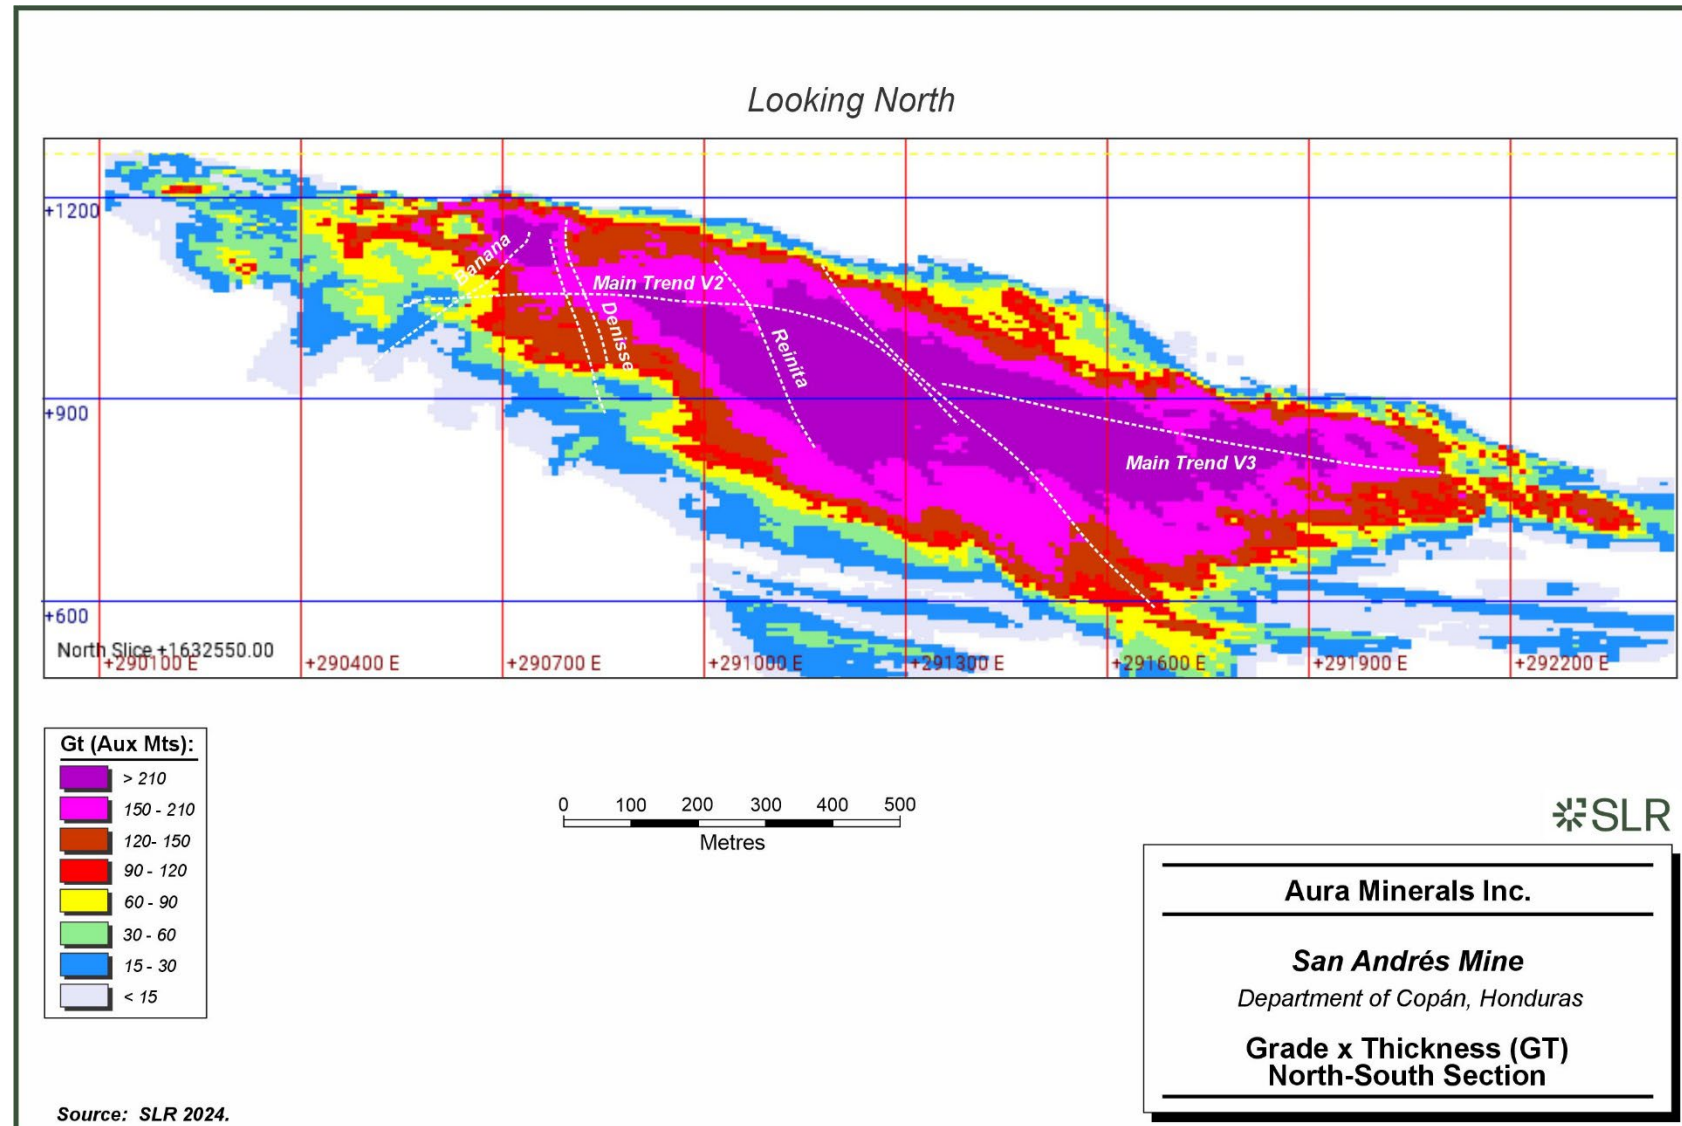 Looking North
+1200
+900
+600
Banana
Main Trend V2
Denisse
Reinita
Main Trend V3
North Slice +1632550.00
+290100 E
+290400 E
+290700 E
+291000 E
+291300 E
+291600 E
+291900 E
+292200 E
Gt (Aux Mts):
> 210
150 - 210
120- 150
90 - 120
60 - 90
30 - 60
15 - 30
< 15
0 100 200 300 400 500
Metres
SLR
Aura Minerals Inc.
San Andrés Mine
Department of Copán, Honduras
Grade x Thickness (GT)
North-South Section
Source: SLR 2024.